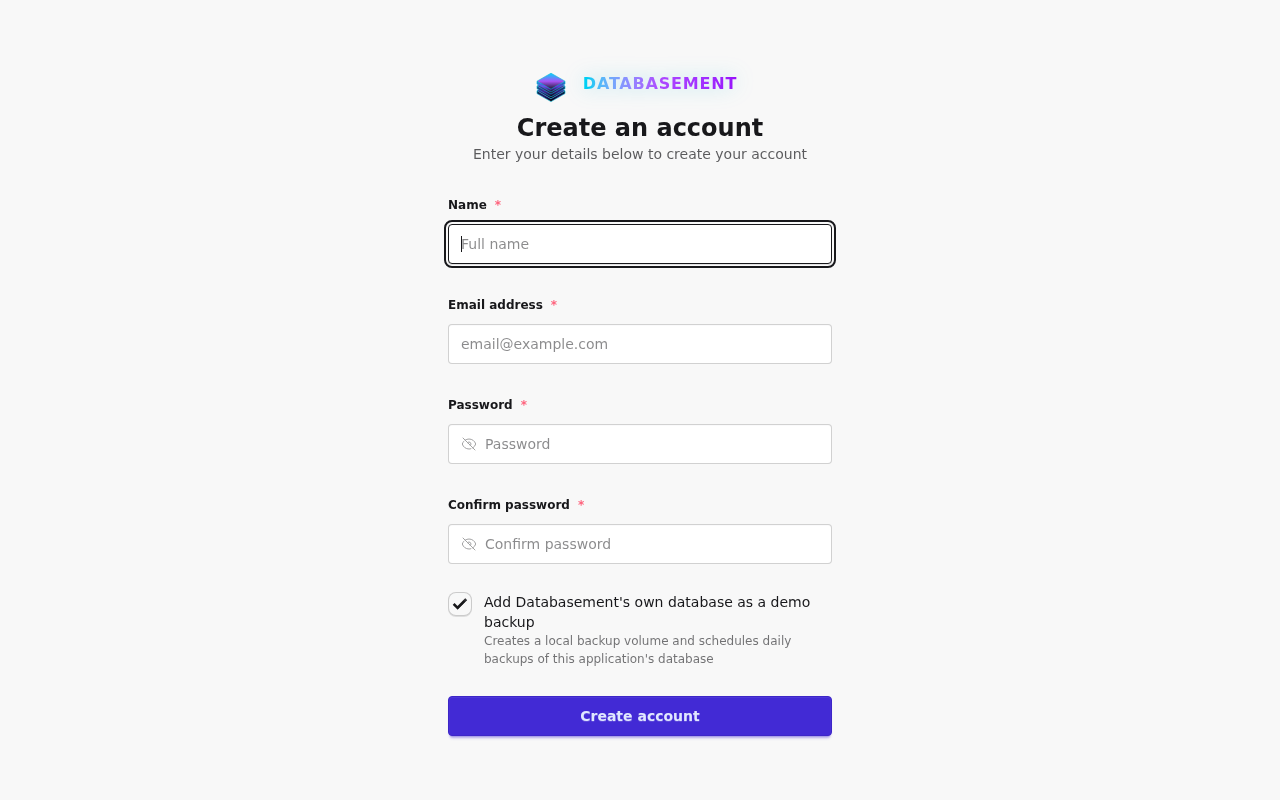 DATABASEMENT
Create an account
Enter your details below to create your account
Name *
Full name
Email address *
email@example.com
Password *
Password
Confirm password *
Confirm password
Add Databasement's own database as a demo
backup
Creates a local backup volume and schedules daily
backups of this application's database
Create account